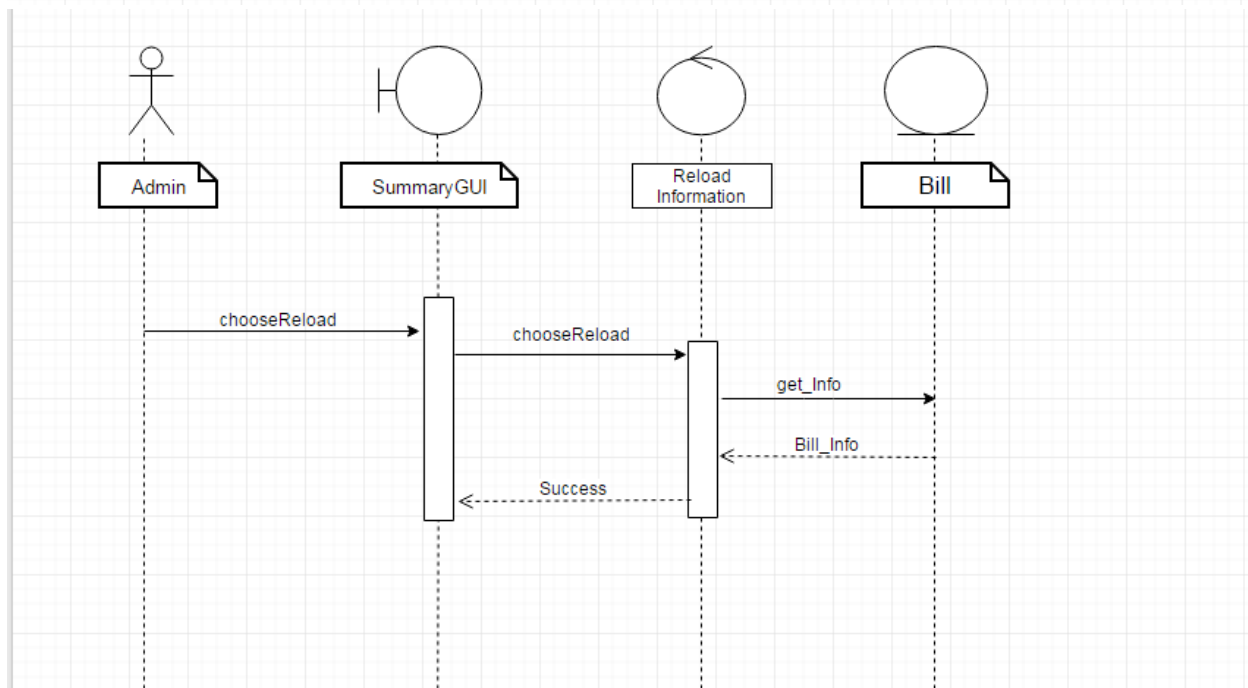 Admin
SummaryGUI
Reload
Information
Bill
chooseReload
chooseReload
get_Info
Bill_Info
Success